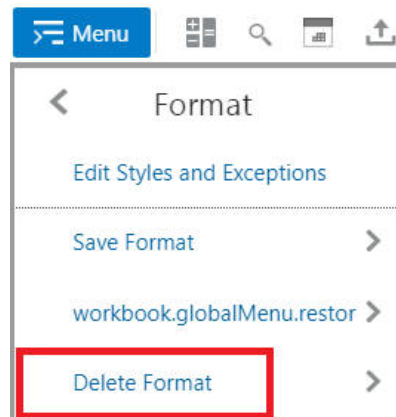 Menu
Format
Edit Styles and Exceptions
Save Format
workbook.globalMenu.restor
Delete Format